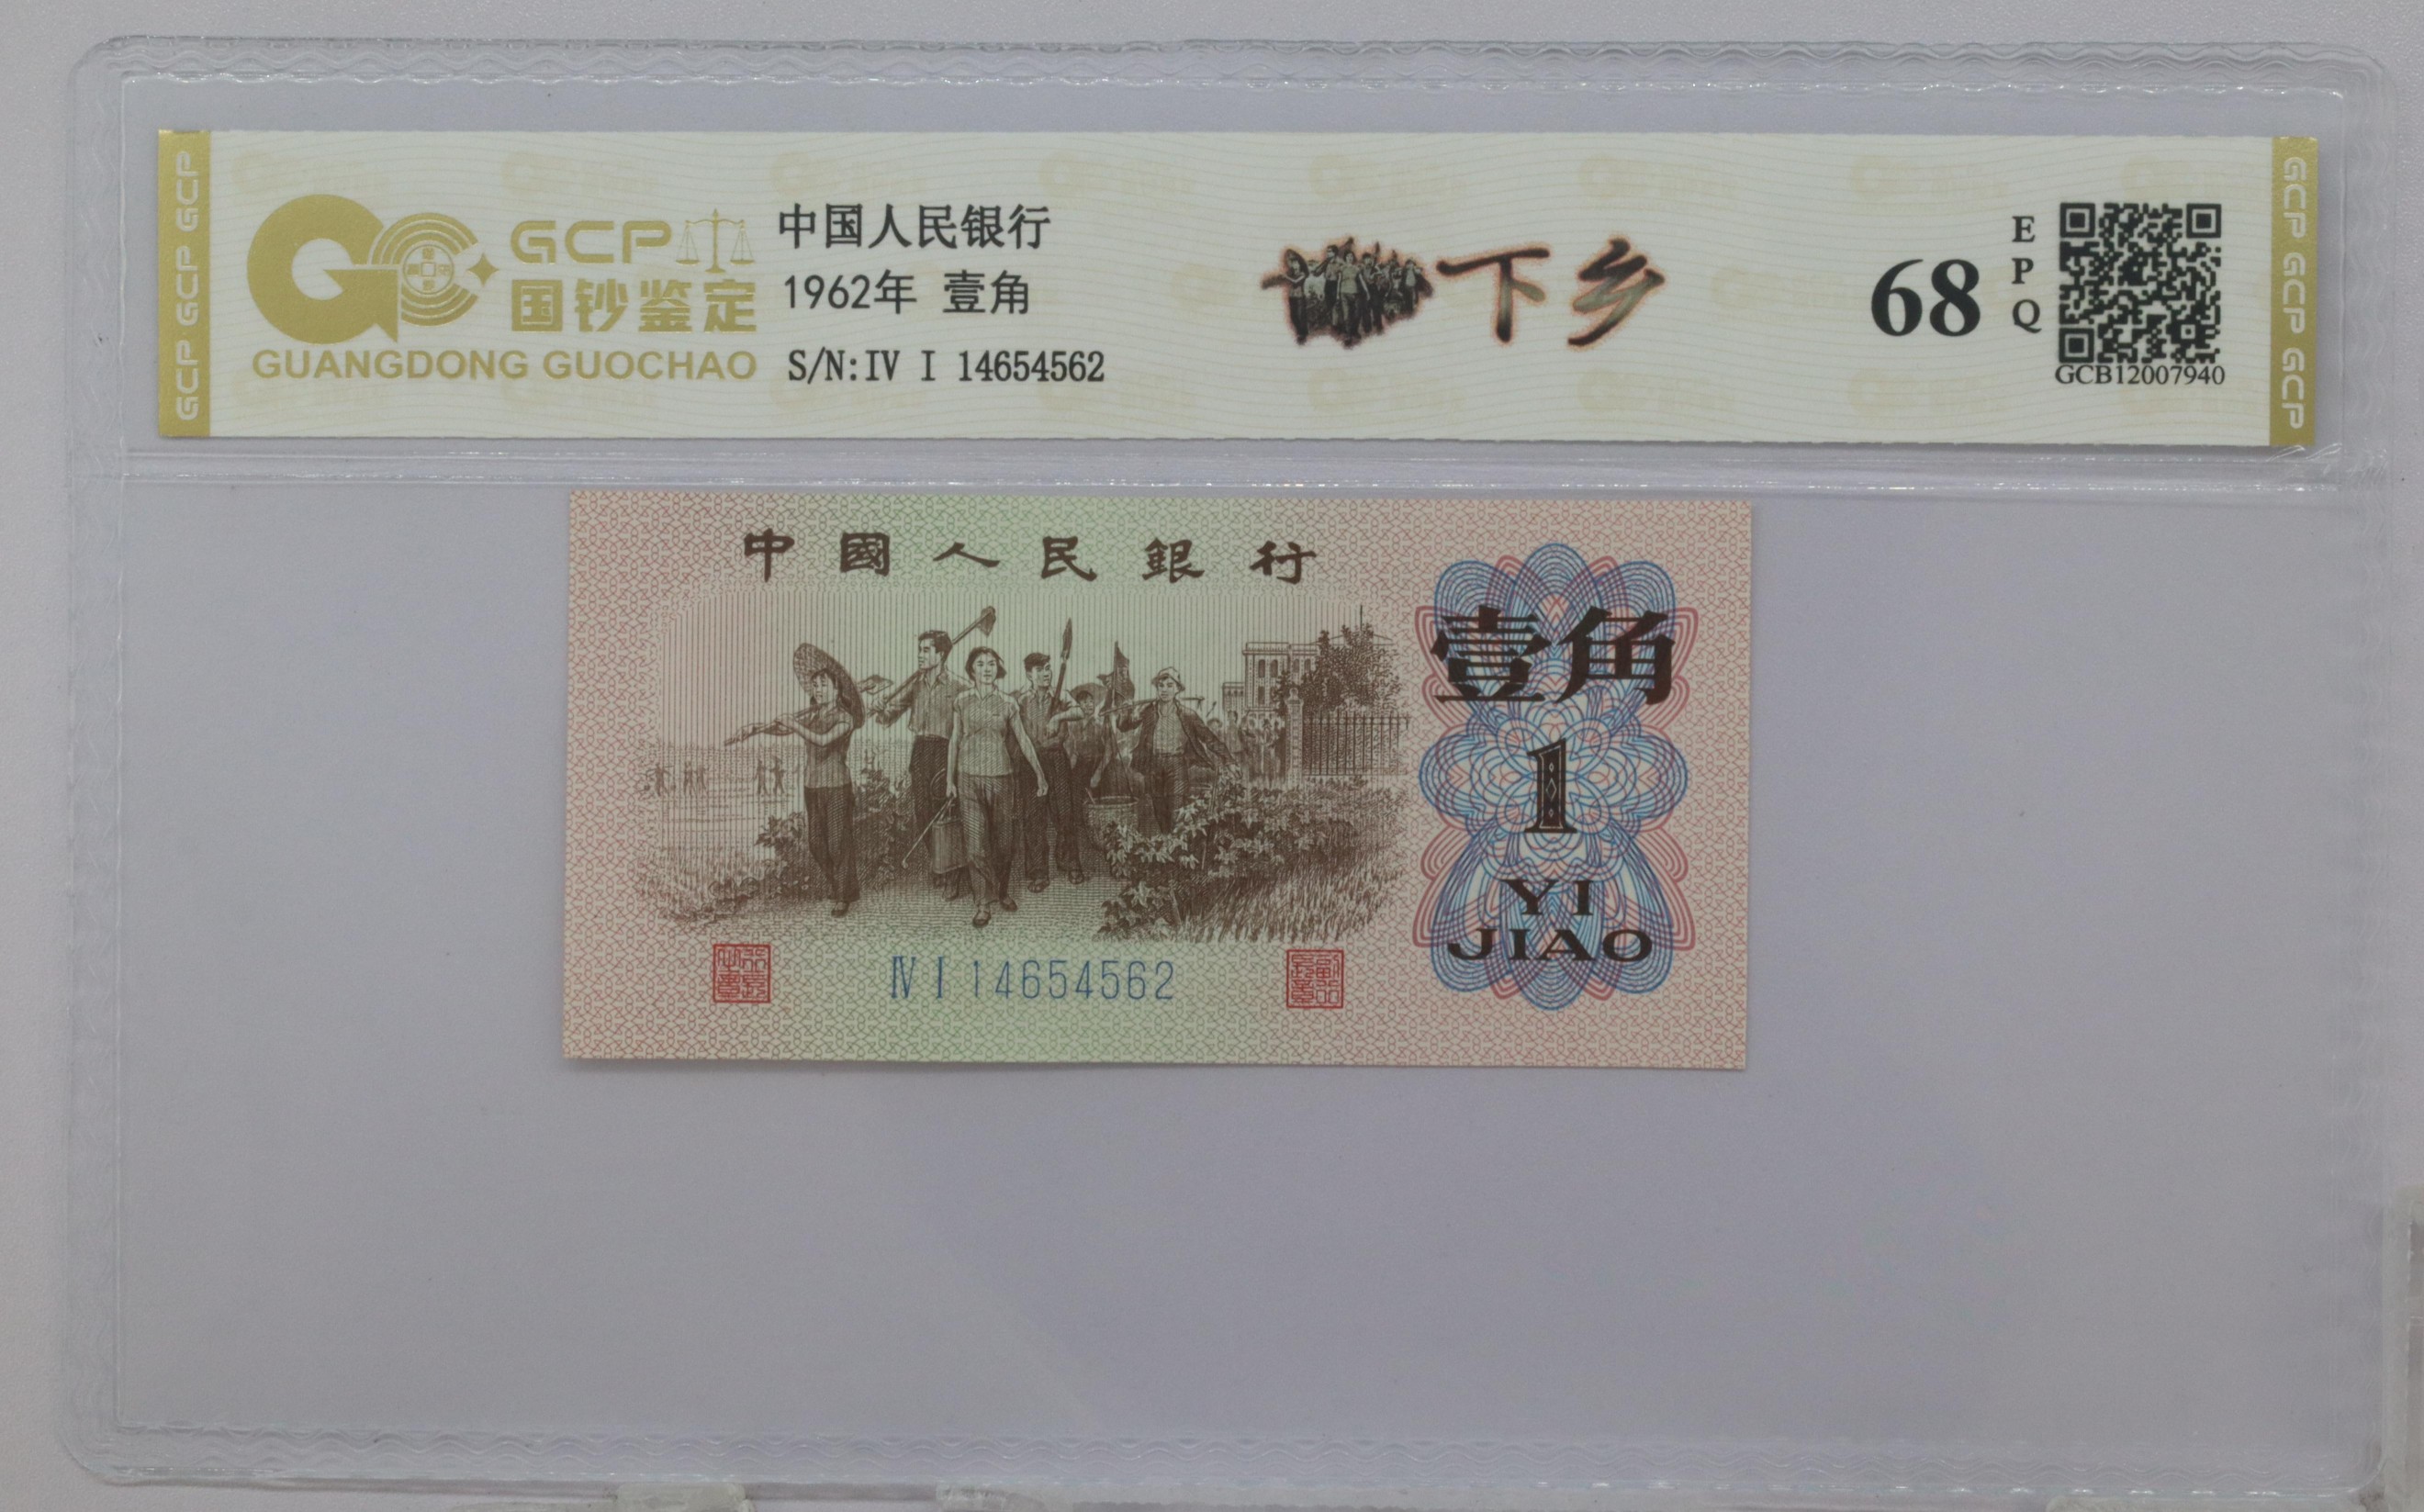 GCP GCP GCP
GCP
国钞鉴定
GUANGDONG GUOCHAO
中国人民银行
1962年 壹角
S/N:IV I 14654562
下乡
68
EPQ
GCB12007940
GCP GCP GCP
中國人民銀行
壹角
1
YI
JIAO
Ⅳ Ⅰ 14654562